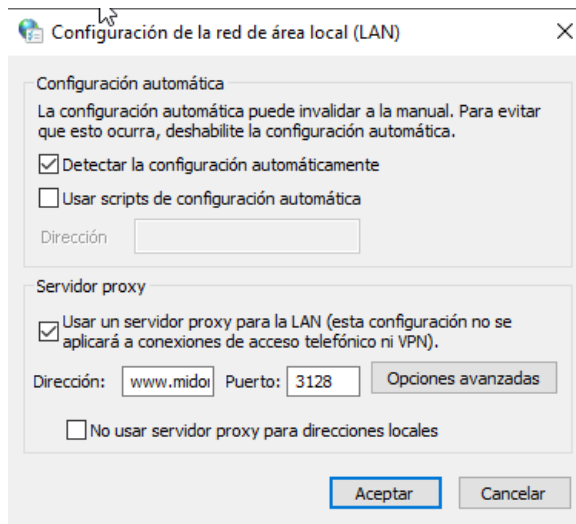 Configuración de la red de área local (LAN)
Configuración automática
La configuración automática puede invalidar a la manual. Para evitar
que esto ocurra, deshabilite la configuración automática.
Detectar la configuración automáticamente
Usar scripts de configuración automática
Dirección
Servidor proxy
Usar un servidor proxy para la LAN (esta configuración no se
aplicará a conexiones de acceso telefónico ni VPN).
Dirección: www.midor Puerto: 3128 Opciones avanzadas
No usar servidor proxy para direcciones locales
Aceptar Cancelar